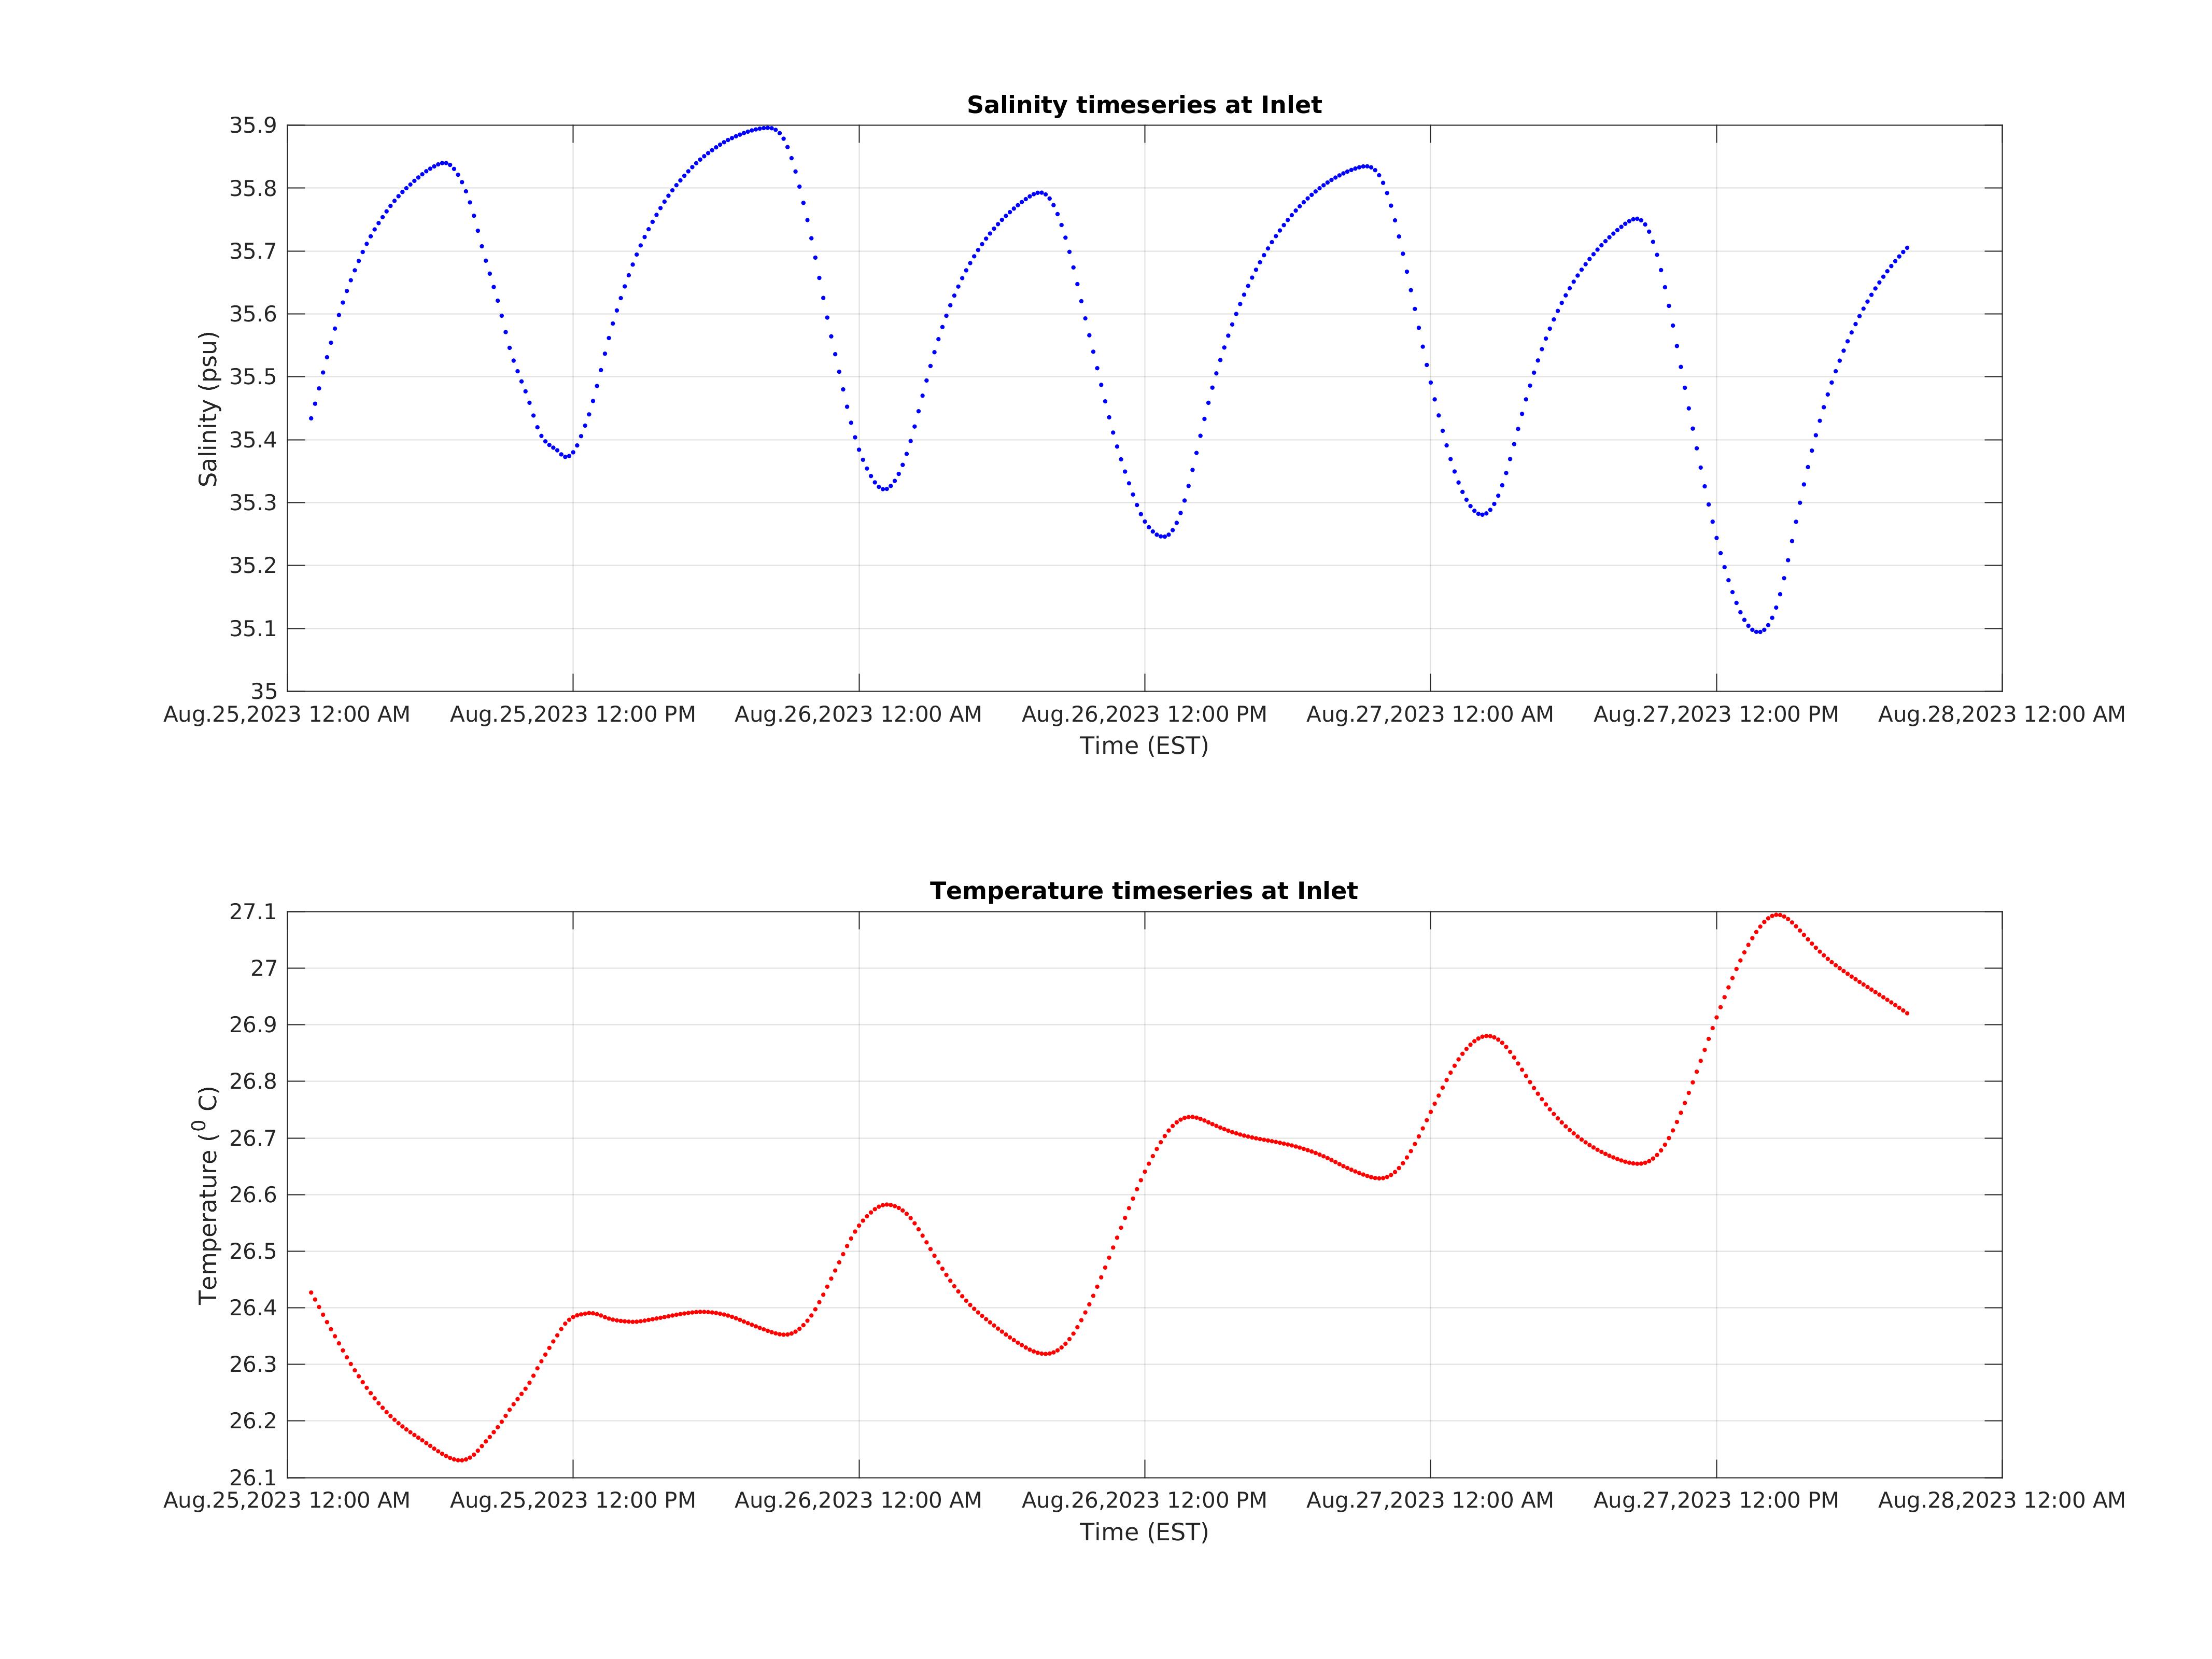 Salinity timeseries at Inlet
35.9
35.8
35.7
35.6
35.5
35.4
35.3
35.2
35.1
35
Salinity (psu)
Aug.25,2023 12:00 AM Aug.25,2023 12:00 PM Aug.26,2023 12:00 AM Aug.26,2023 12:00 PM Aug.27,2023 12:00 AM Aug.27,2023 12:00 PM Aug.28,2023 12:00 AM
Time (EST)
Temperature timeseries at Inlet
27.1
27
26.9
26.8
26.7
26.6
26.5
26.4
26.3
26.2
26.1
Temperature (⁰ C)
Aug.25,2023 12:00 AM Aug.25,2023 12:00 PM Aug.26,2023 12:00 AM Aug.26,2023 12:00 PM Aug.27,2023 12:00 AM Aug.27,2023 12:00 PM Aug.28,2023 12:00 AM
Time (EST)